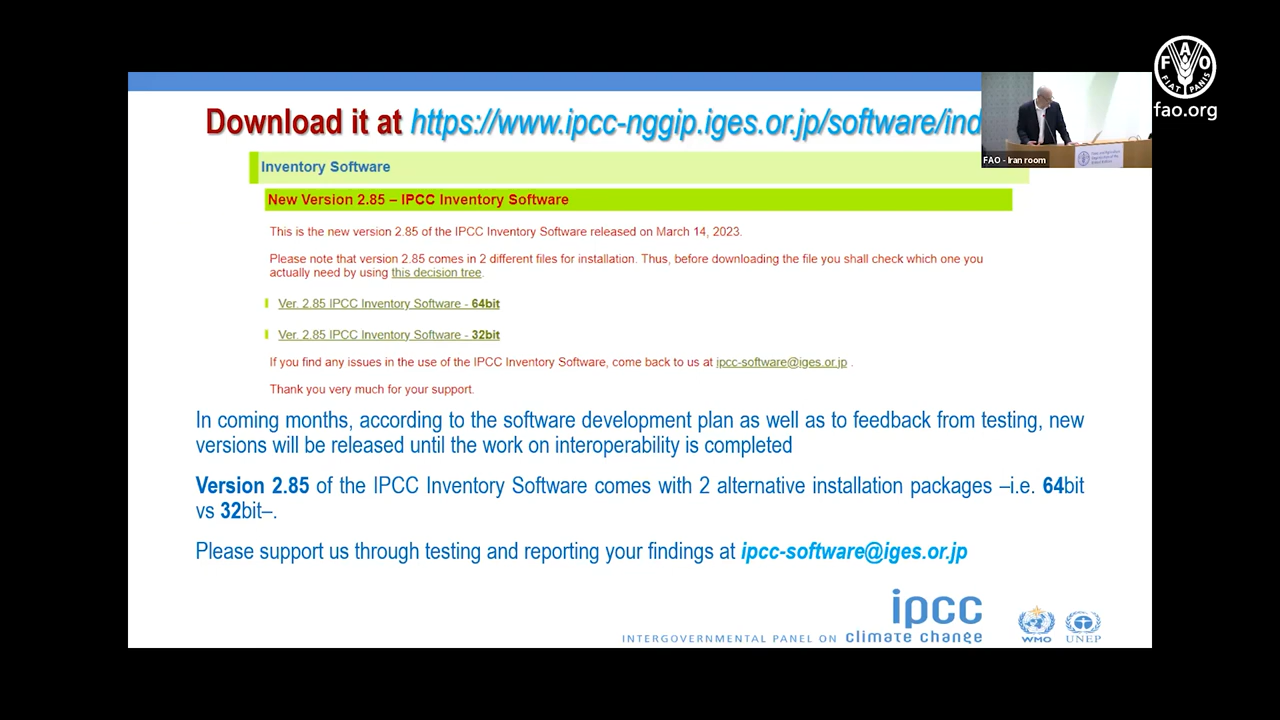 Download it at https://www.ipcc-nggip.iges.or.jp/software/ind
FAO - Iran room
fao.org
Inventory Software
New Version 2.85 – IPCC Inventory Software
This is the new version 2.85 of the IPCC Inventory Software released on March 14, 2023.
Please note that version 2.85 comes in 2 different files for installation. Thus, before downloading the file you shall check which one you
actually need by using this decision tree.
Ver. 2.85 IPCC Inventory Software - 64bit
Ver. 2.85 IPCC Inventory Software - 32bit
If you find any issues in the use of the IPCC Inventory Software, come back to us at ipcc-software@iges.or.jp .
Thank you very much for your support.
In coming months, according to the software development plan as well as to feedback from testing, new
versions will be released until the work on interoperability is completed
Version 2.85 of the IPCC Inventory Software comes with 2 alternative installation packages –i.e. 64bit
vs 32bit–.
Please support us through testing and reporting your findings at ipcc-software@iges.or.jp
ipcc
INTERGOVERNMENTAL PANEL ON climate change
WMO
UNEP
F A O
FIAT PANIS